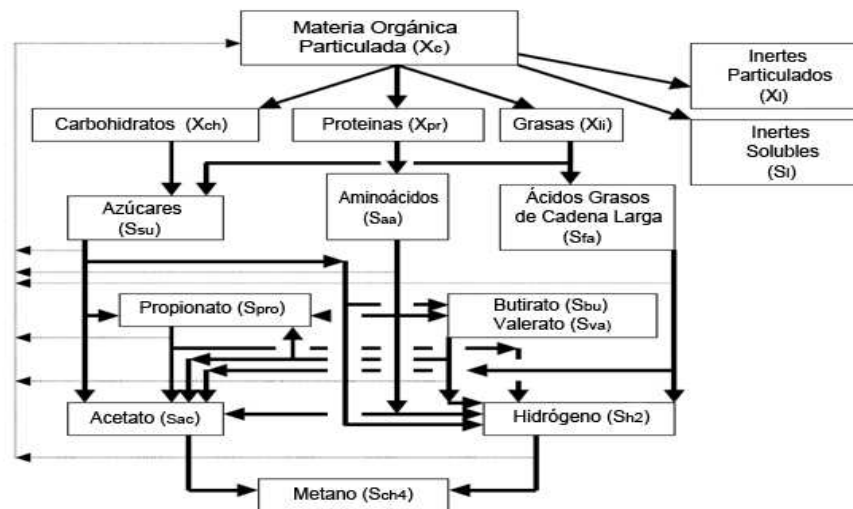 Materia Orgánica
Particulada (Xc)
Inertes
Particulados
(XI)
Carbohidratos (Xch)
Proteinas (Xpr)
Grasas (Xli)
Inertes
Solubles
(SI)
Azúcares
(Ssu)
Aminoácidos
(Saa)
Ácidos Grasos
de Cadena Larga
(Sfa)
Propionato (Spro)
Butirato (Sbu)
Valerato (Sva)
Acetato (Sac)
Hidrógeno (Sh2)
Metano (Sch4)